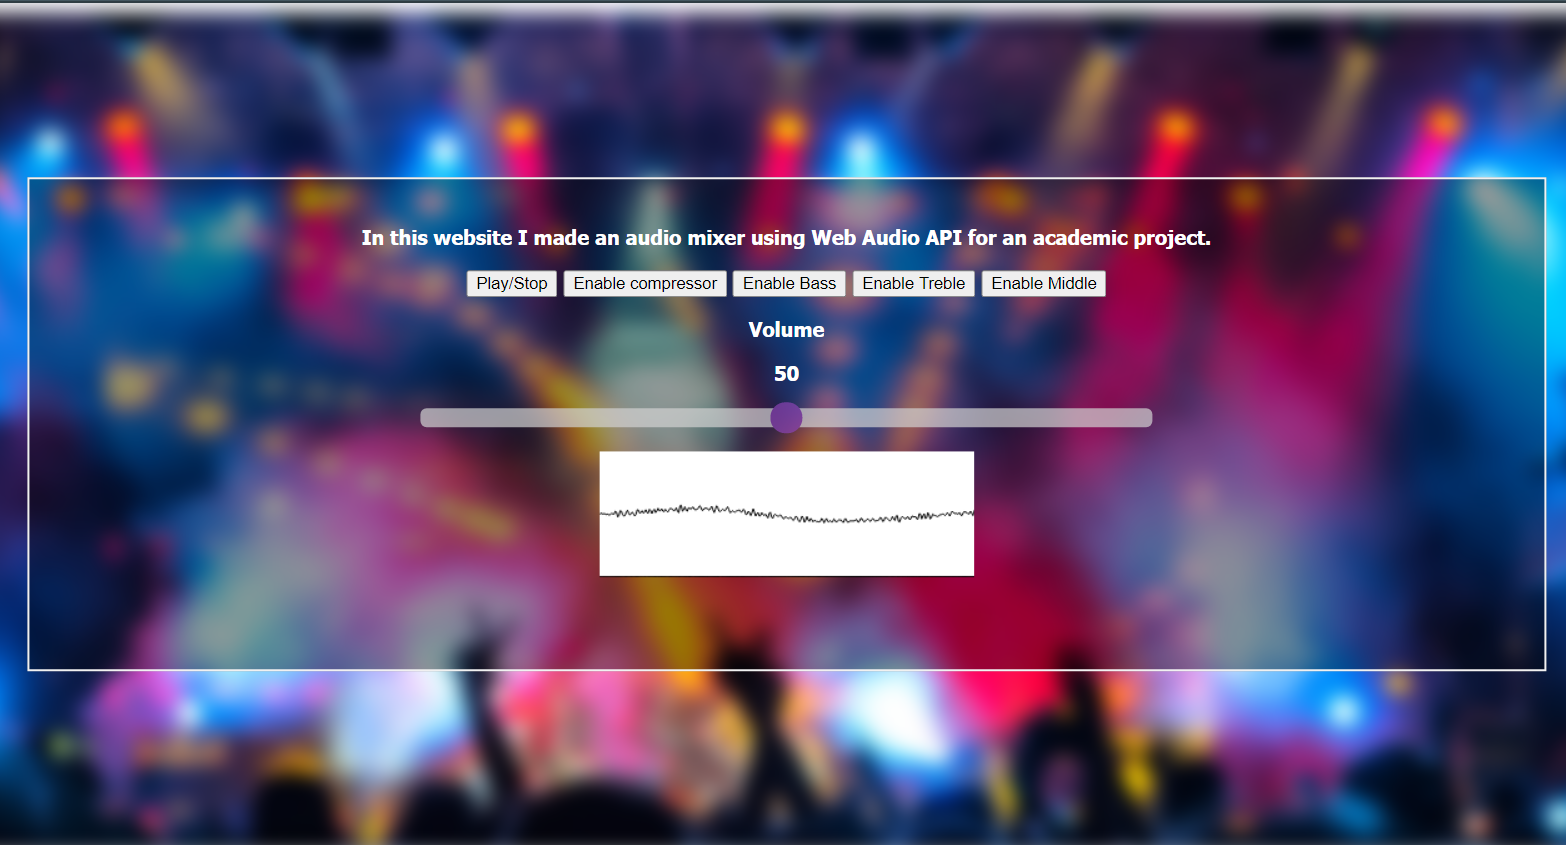 In this website I made an audio mixer using Web Audio API for an academic project.
Play/Stop Enable compressor Enable Bass Enable Treble Enable Middle
Volume
50